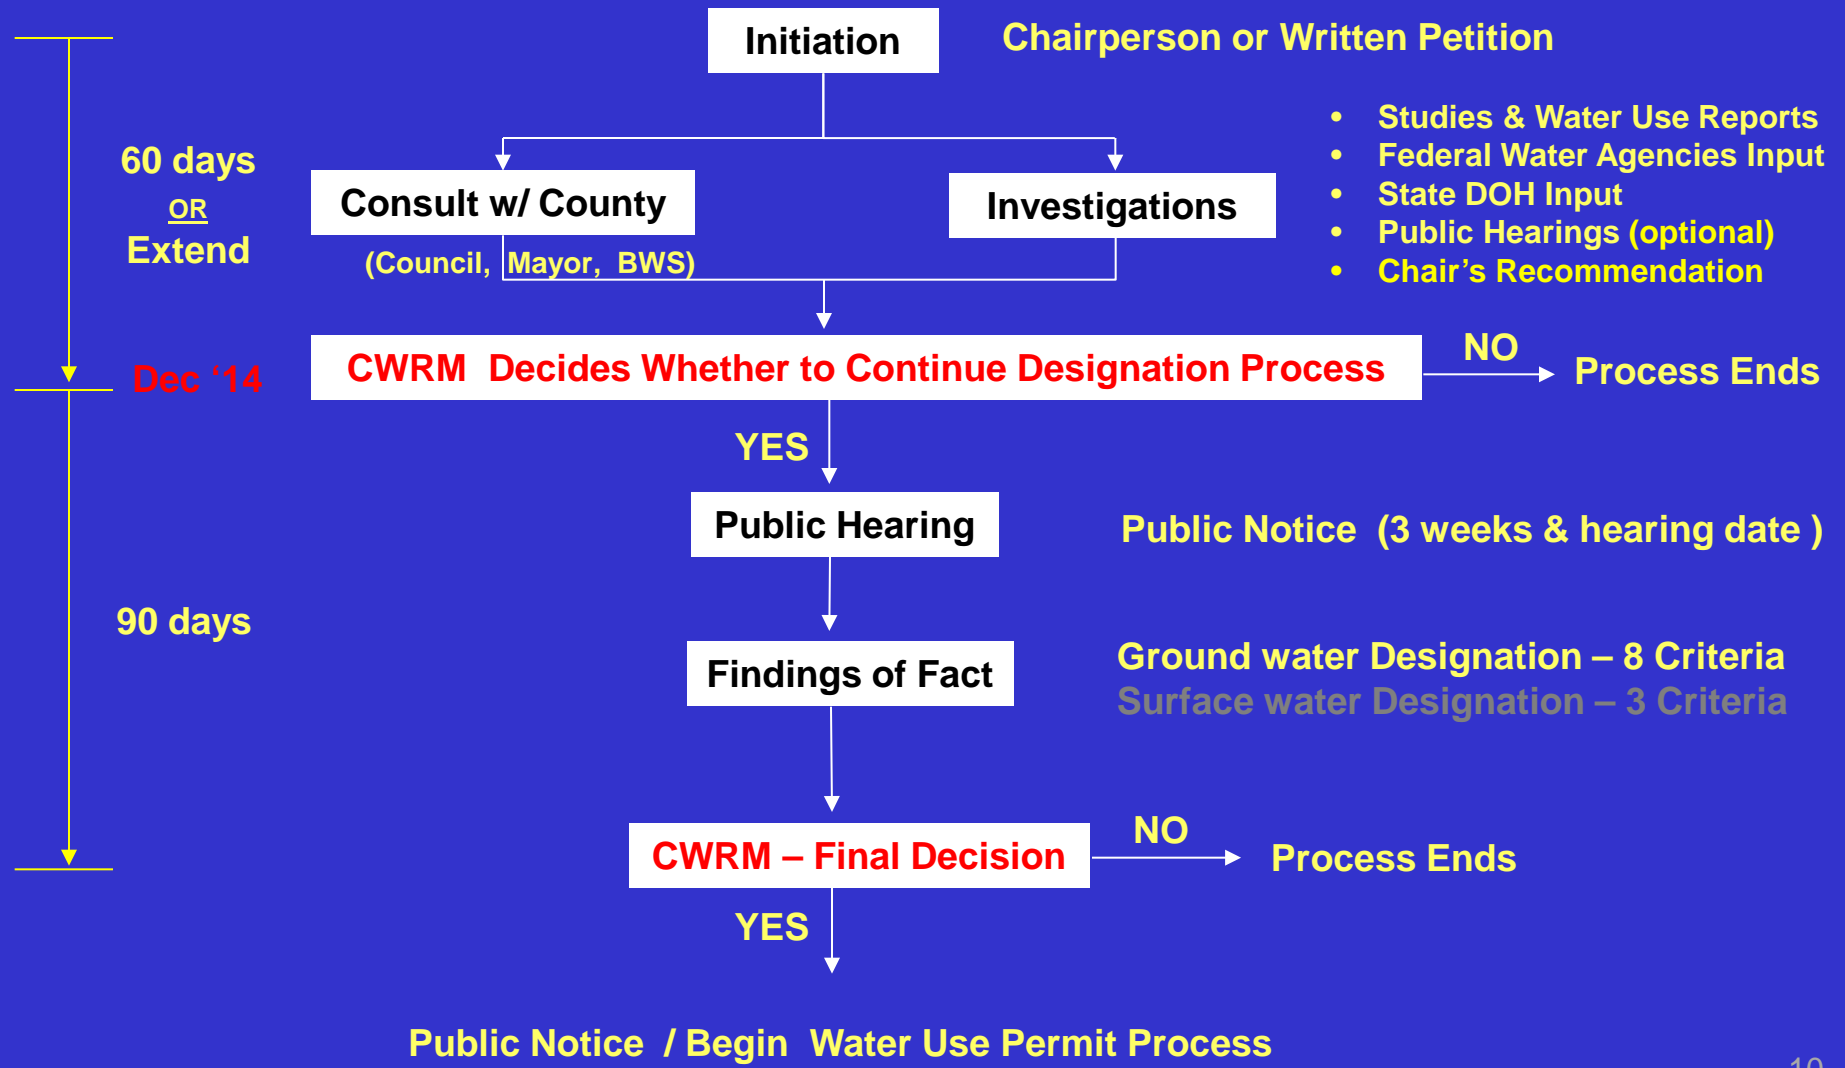 Initiation
Chairperson or Written Petition
60 days
OR
Extend
Consult w/ County
(Council, Mayor, BWS)
Investigations
• Studies & Water Use Reports
• Federal Water Agencies Input
• State DOH Input
• Public Hearings (optional)
• Chair’s Recommendation
Dec ‘14
CWRM Decides Whether to Continue Designation Process
NO
Process Ends
YES
Public Hearing
Public Notice (3 weeks & hearing date )
90 days
Findings of Fact
Ground water Designation – 8 Criteria
Surface water Designation – 3 Criteria
CWRM – Final Decision
NO
Process Ends
YES
Public Notice / Begin Water Use Permit Process
10